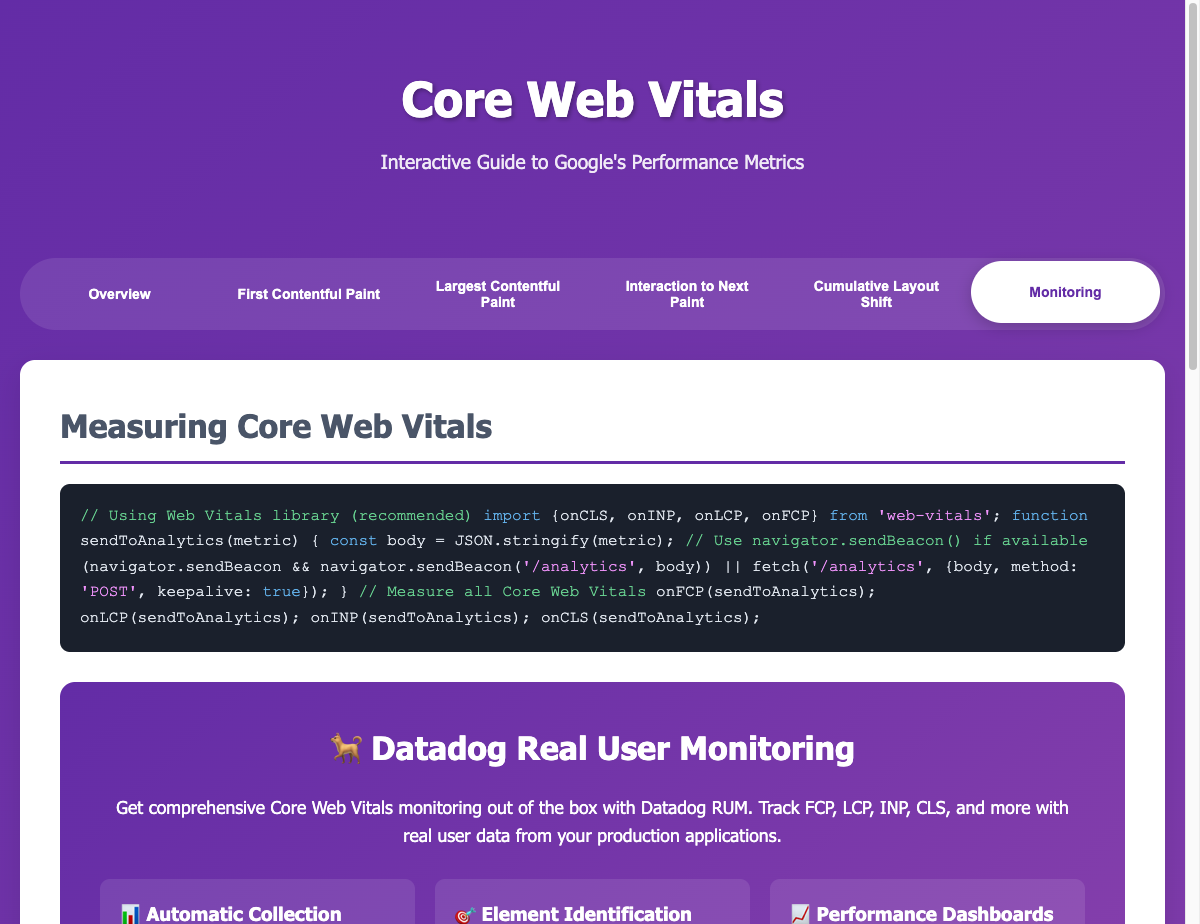 Core Web Vitals
Interactive Guide to Google's Performance Metrics
Overview
First Contentful Paint
Largest Contentful
Paint
Interaction to Next
Paint
Cumulative Layout
Shift
Monitoring
Measuring Core Web Vitals
// Using Web Vitals library (recommended) import {onCLS, onINP, onLCP, onFCP} from 'web-vitals'; function
sendToAnalytics(metric) { const body = JSON.stringify(metric); // Use navigator.sendBeacon() if available
(navigator.sendBeacon && navigator.sendBeacon('/analytics', body)) || fetch('/analytics', {body, method:
'POST', keepalive: true}); } // Measure all Core Web Vitals onFCP(sendToAnalytics);
onLCP(sendToAnalytics); onINP(sendToAnalytics); onCLS(sendToAnalytics);
🐕 Datadog Real User Monitoring
Get comprehensive Core Web Vitals monitoring out of the box with Datadog RUM. Track FCP, LCP, INP, CLS, and more with
real user data from your production applications.
📊 Automatic Collection
🎯 Element Identification
📈 Performance Dashboards